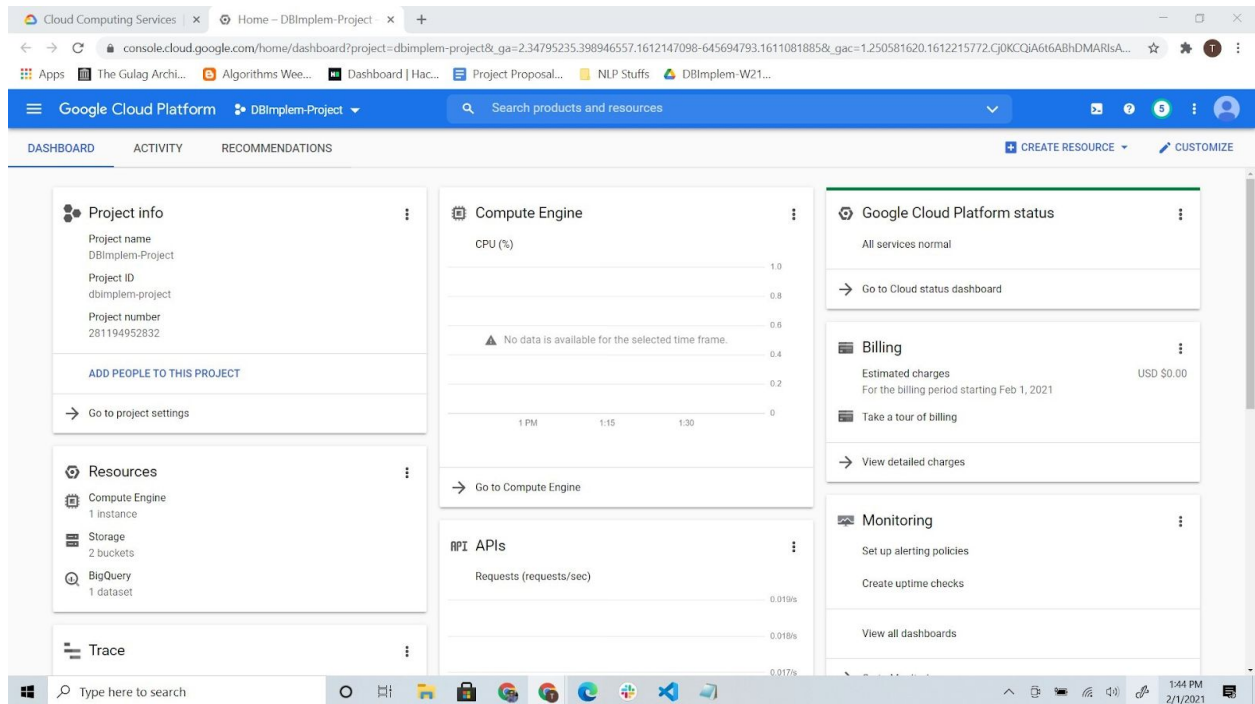 Cloud Computing Services
Home – DBImplem-Project –
console.cloud.google.com/home/dashboard?project=dbimplem-project&_ga=2.34795235.398946557.1612147098-645694793.1611081885&_gac=1.250581620.1612215772.Cj0KCQiA6t6ABhDMARIsA...
T
Apps
The Gulag Archi...
Algorithms Wee...
Dashboard | Hac...
Project Proposal...
NLP Stuffs
DBImplem-W21...
Google Cloud Platform
DBImplem-Project
Search products and resources
5
DASHBOARD
ACTIVITY
RECOMMENDATIONS
CREATE RESOURCE
CUSTOMIZE
Project info
Project name
DBImplem-Project
Project ID
dbimplem-project
Project number
281194952832
ADD PEOPLE TO THIS PROJECT
Go to project settings
Resources
Compute Engine
1 instance
Storage
2 buckets
BigQuery
1 dataset
Trace
Compute Engine
CPU (%)
1.0
0.8
0.6
No data is available for the selected time frame.
0.4
0.2
0
1 PM
1:15
1:30
Go to Compute Engine
API APIs
Requests (requests/sec)
0.019/s
0.018/s
0.017/s
Google Cloud Platform status
All services normal
Go to Cloud status dashboard
Billing
Estimated charges
USD $0.00
For the billing period starting Feb 1, 2021
Take a tour of billing
View detailed charges
Monitoring
Set up alerting policies
Create uptime checks
View all dashboards
Type here to search
1:44 PM
2/1/2021